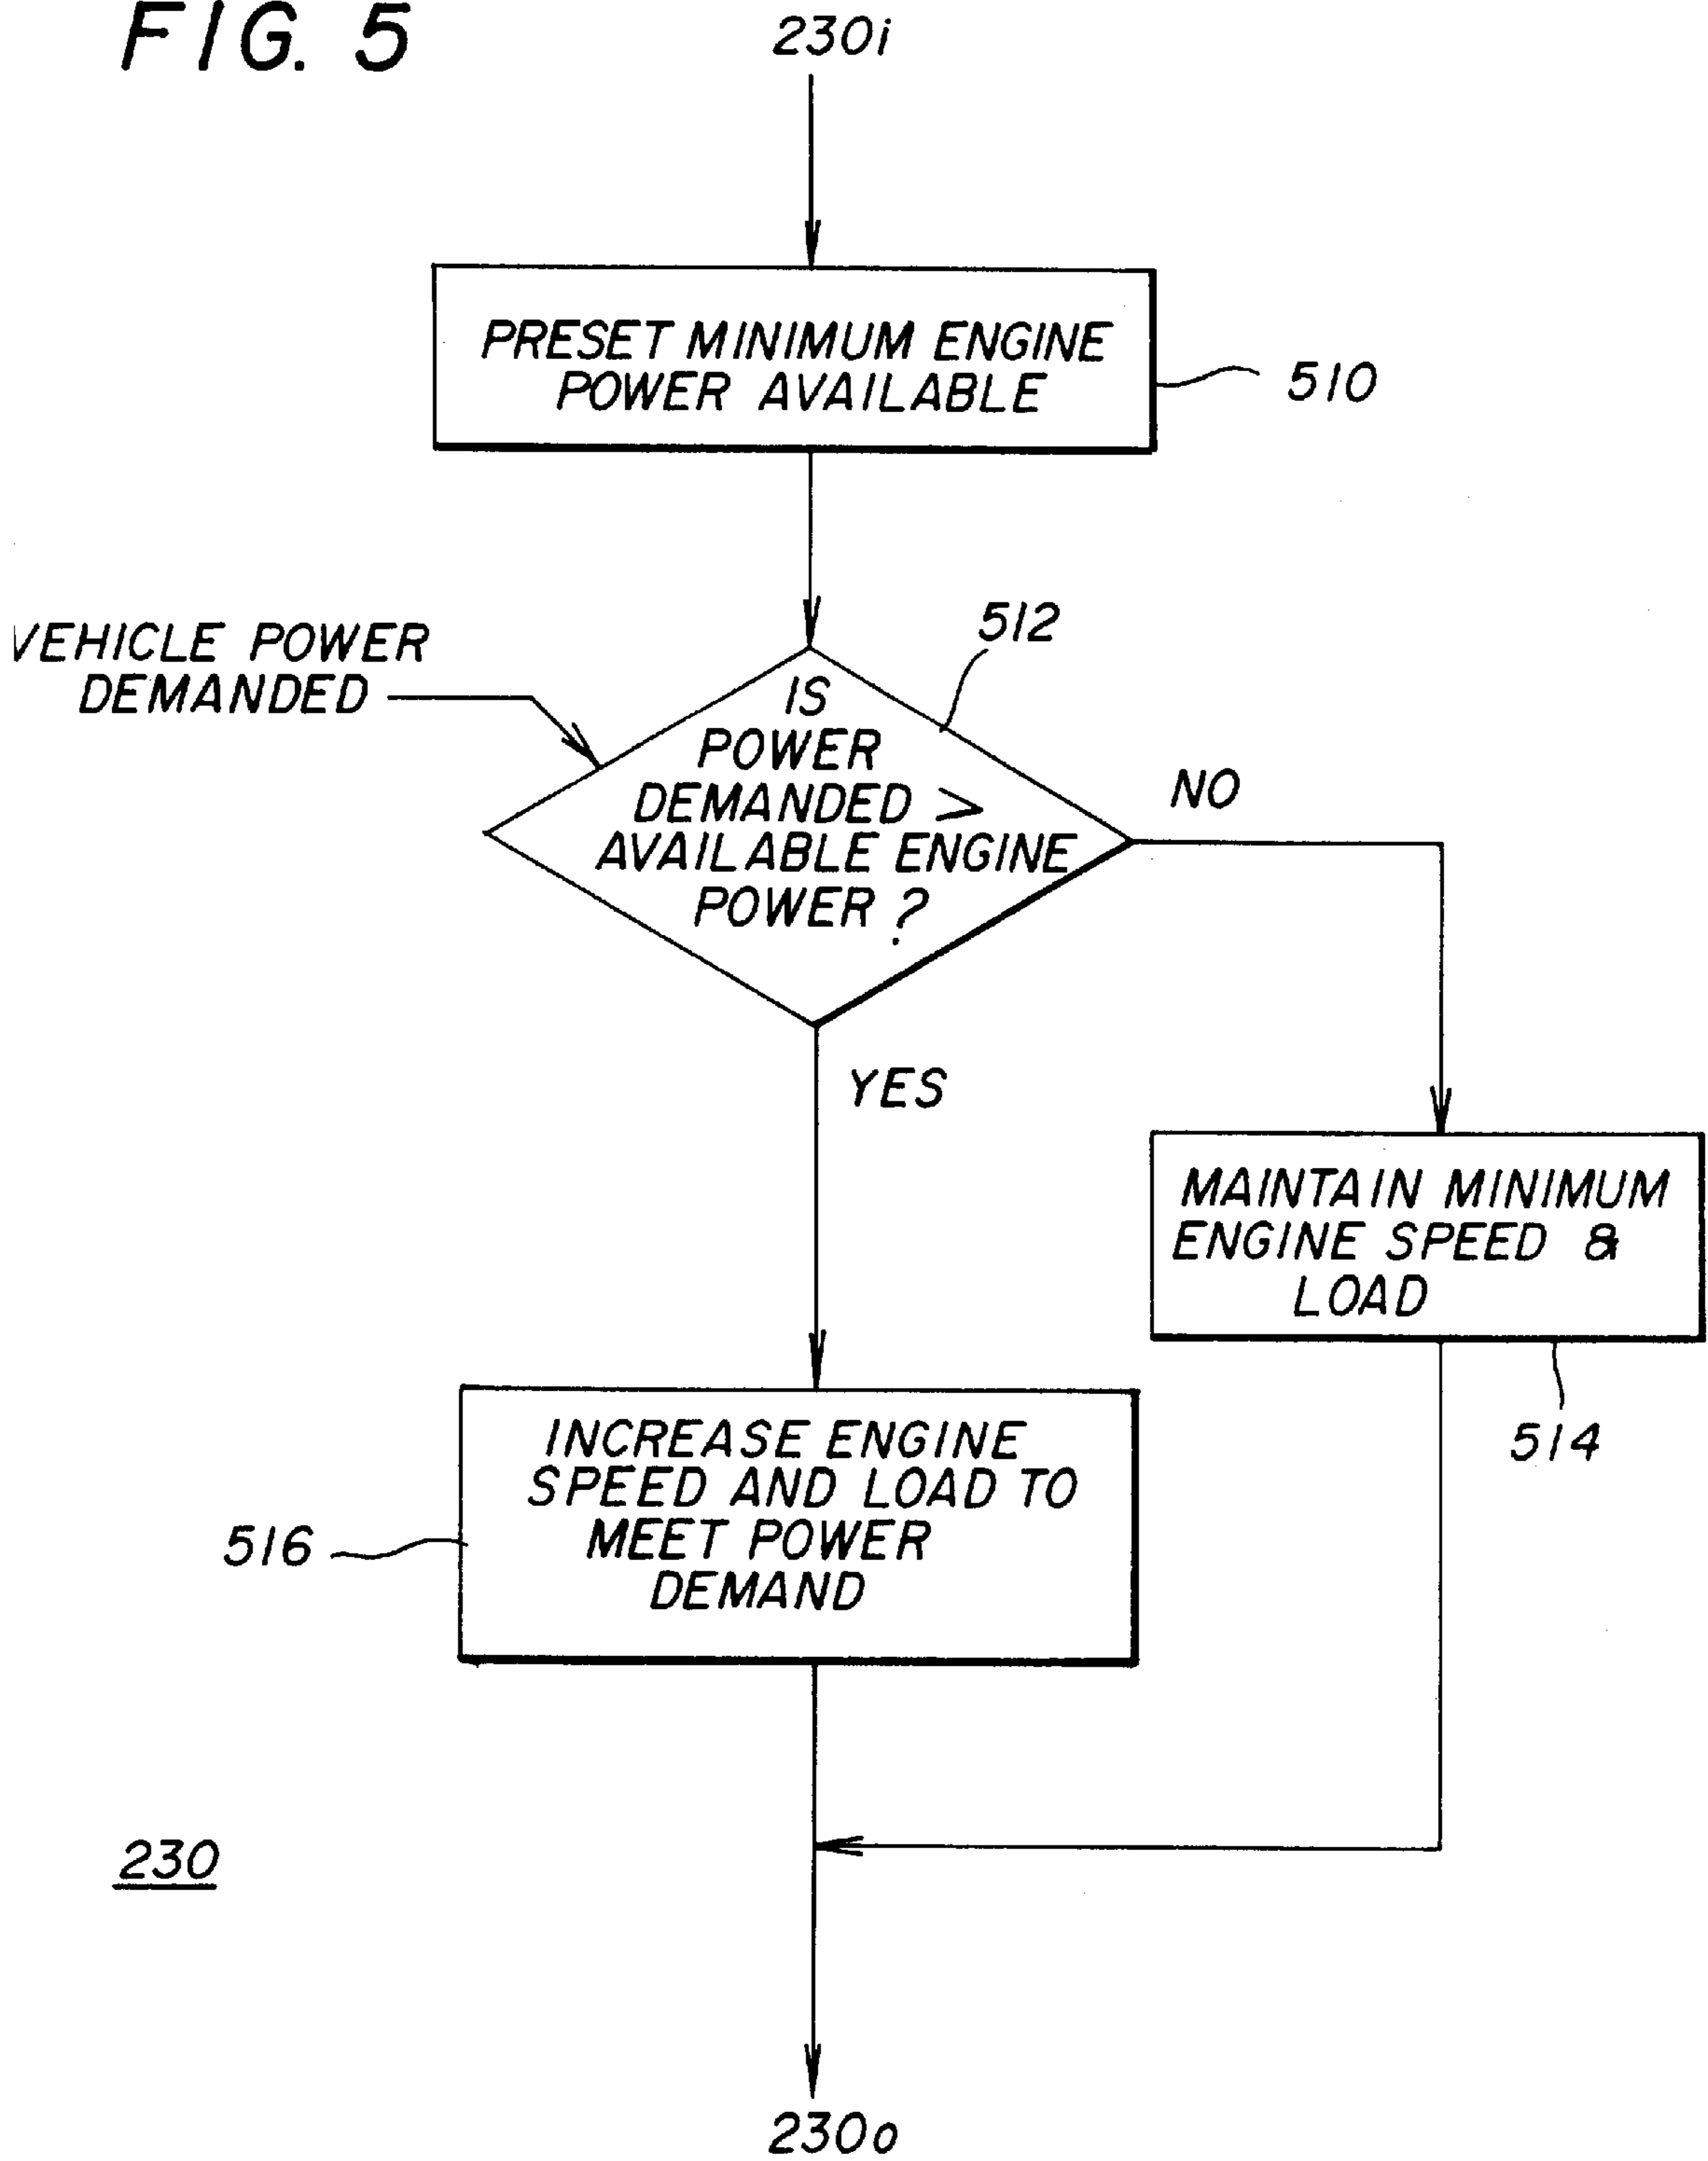 FIG. 5
230i
PRESET MINIMUM ENGINE
POWER AVAILABLE
510
VEHICLE POWER
DEMANDED
512
IS
POWER
DEMANDED >
AVAILABLE ENGINE
POWER ?
NO
YES
MAINTAIN MINIMUM
ENGINE SPEED &
LOAD
514
INCREASE ENGINE
SPEED AND LOAD TO
MEET POWER
DEMAND
516
230
230o